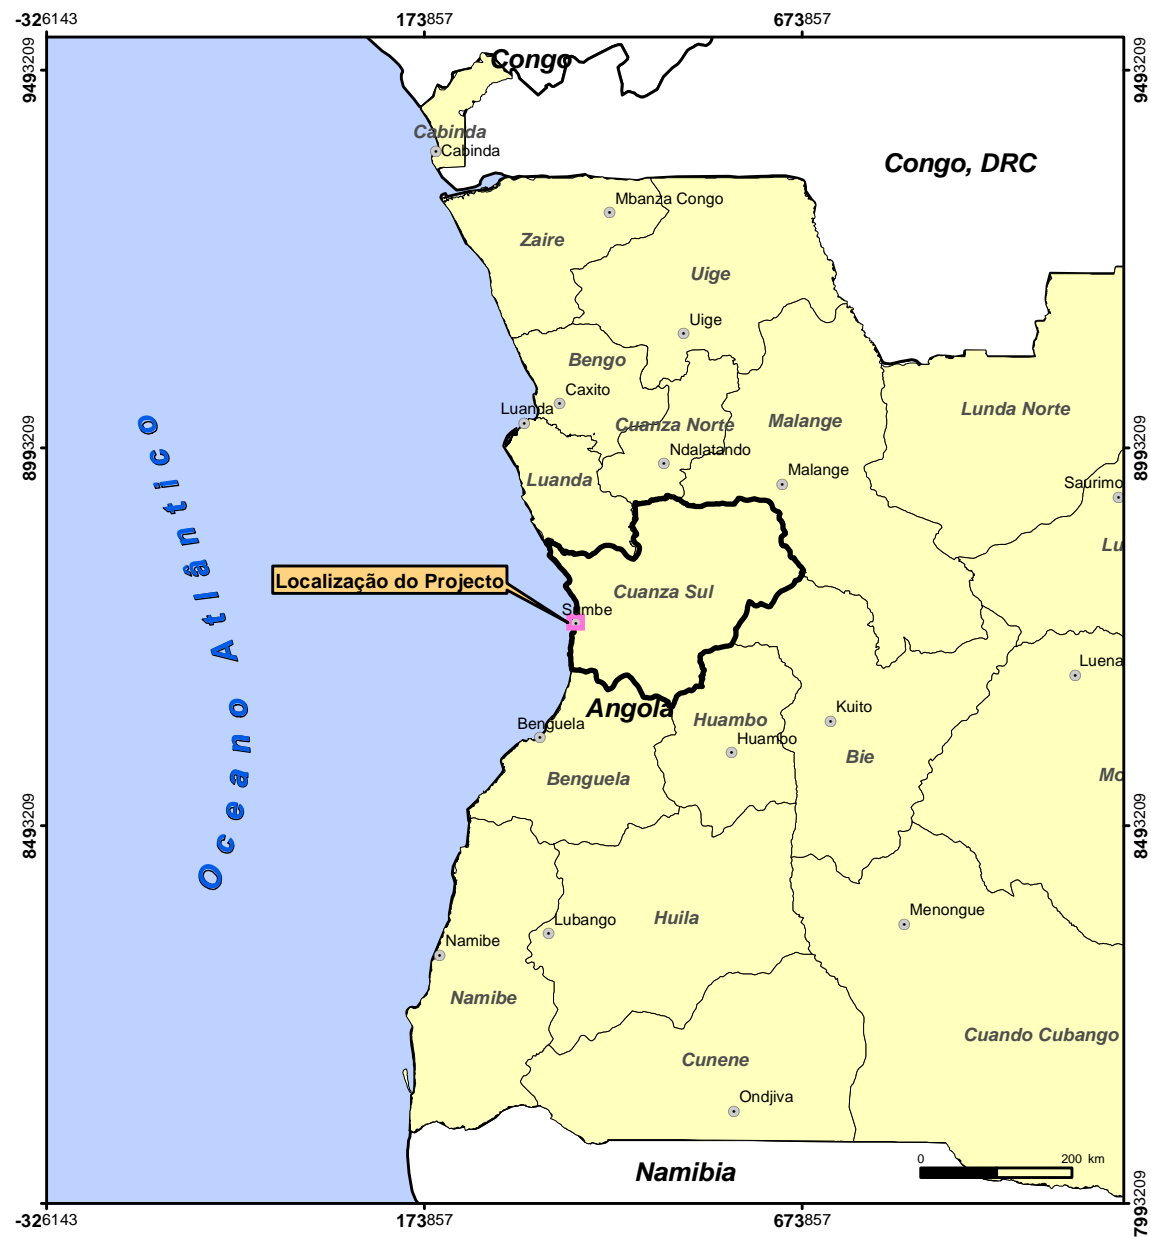 -326143
173857
673857
9493209
9493209
Congo
Cabinda
Cabinda
Congo, DRC
Mbanza Congo
Zaire
Uige
Uige
Bengo
Caxito
Luanda
Cuanza Norte
Malange
Lunda Norte
8993209
8993209
Ndalatando
Malange
Luanda
Saurimo
Lu
Localização do Projecto
Cuanza Sul
Sumbe
Oceano Atlântico
Luena
Angola
Huambo
Kuito
Benguela
Huambo
Bie
Benguela
Mo
8493209
8493209
Menongue
Huila
Lubango
Namibe
Namibe
Cuando Cubango
Cunene
Ondjiva
Namibia
0
200 km
7993209
-326143
173857
673857